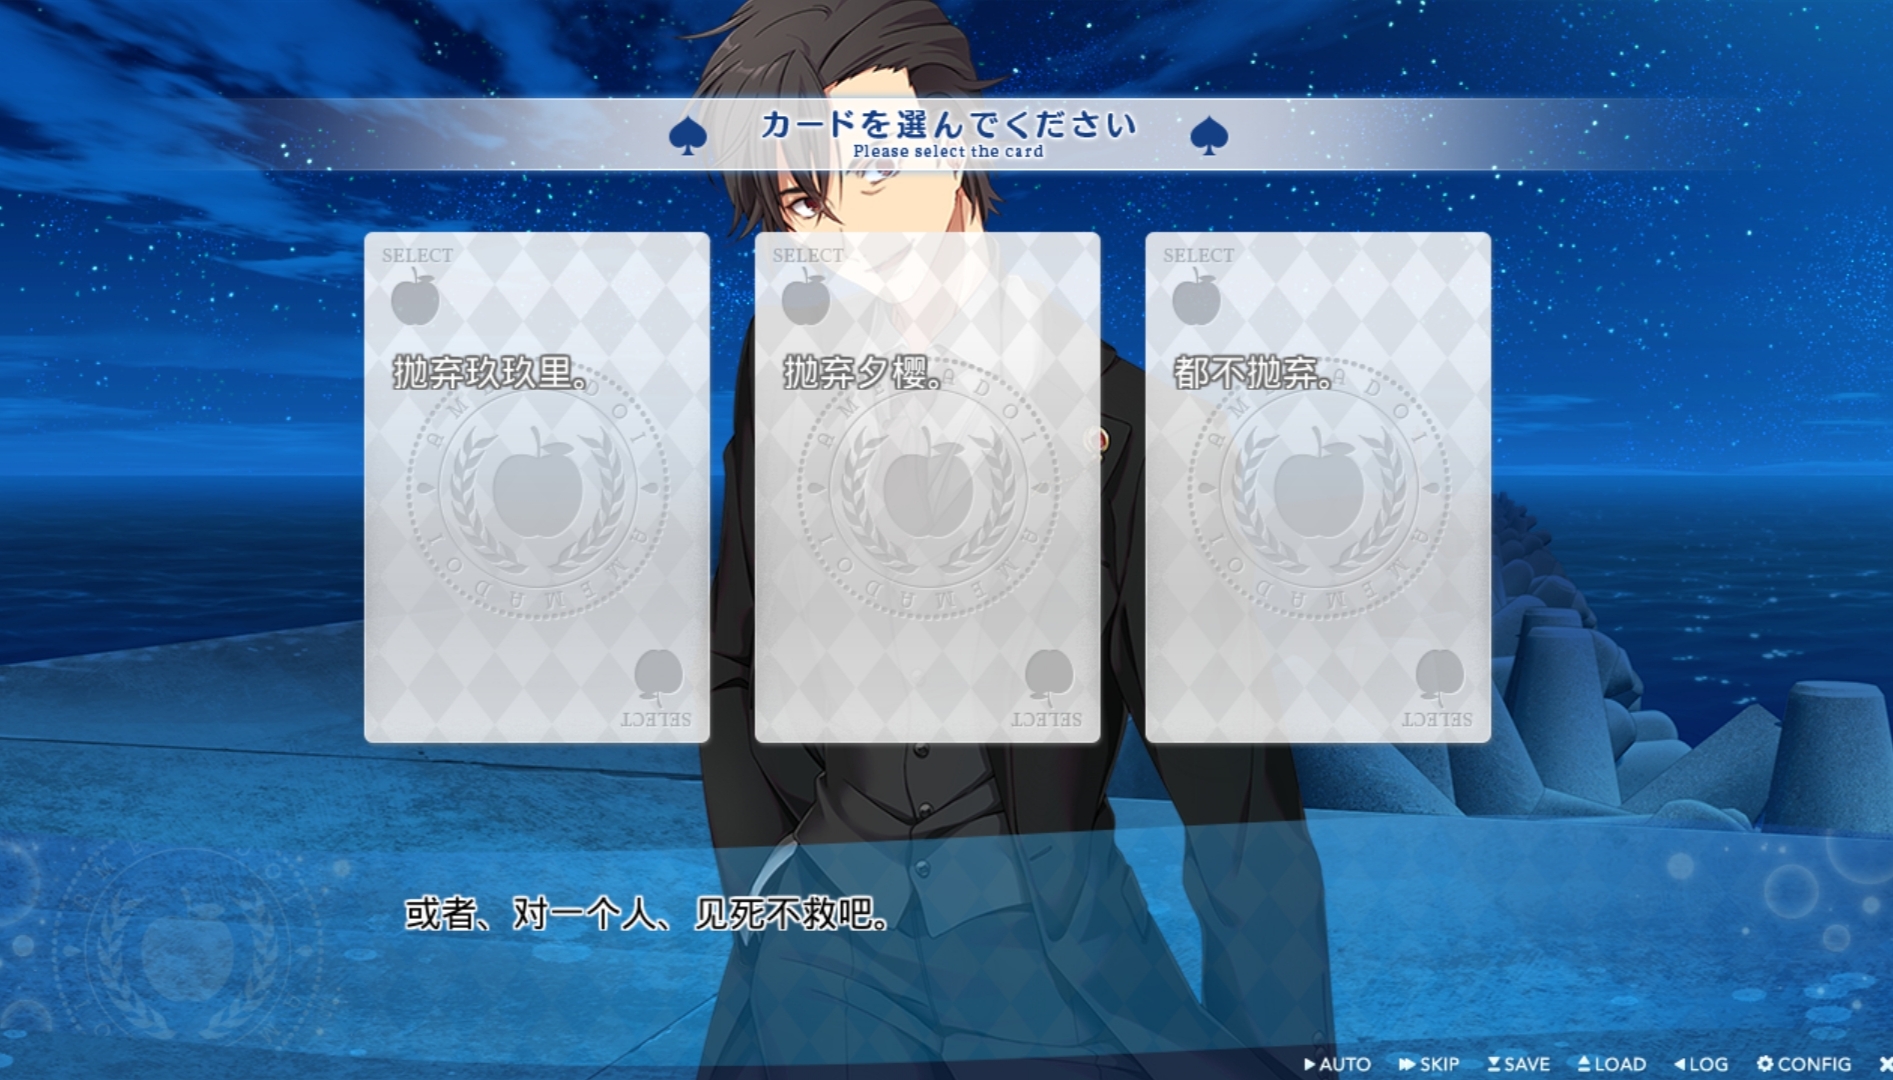 カードを選んでください
Please select the card
SELECT
抛弃玖玖里。
SELECT
SELECT
抛弃夕樱。
SELECT
SELECT
都不抛弃。
SELECT
或者、对一个人、见死不救吧。
AUTO SKIP SAVE LOAD LOG CONFIG